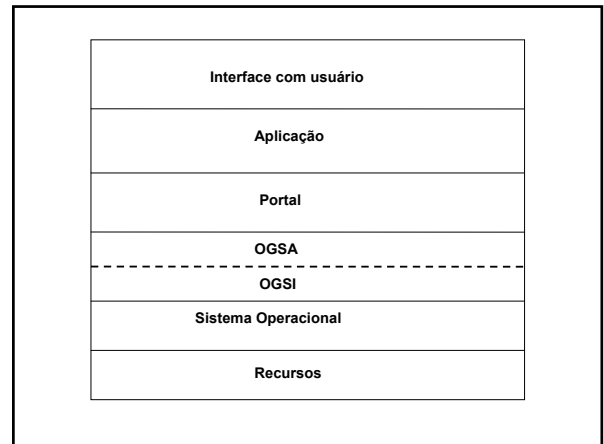 Interface com usuário
Aplicação
Portal
OGSA
OGSI
Sistema Operacional
Recursos